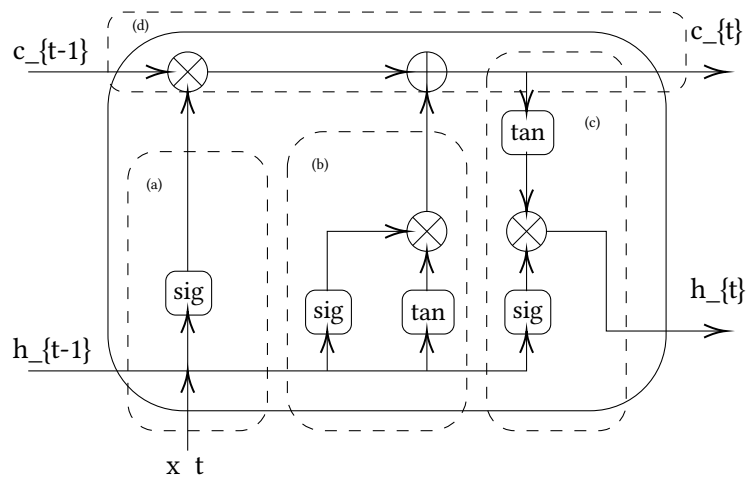 (d)
c_{t-1}
c_{t}
tan
(c)
(b)
(a)
sig
sig
tan
sig
h_{t}
h_{t-1}
x t